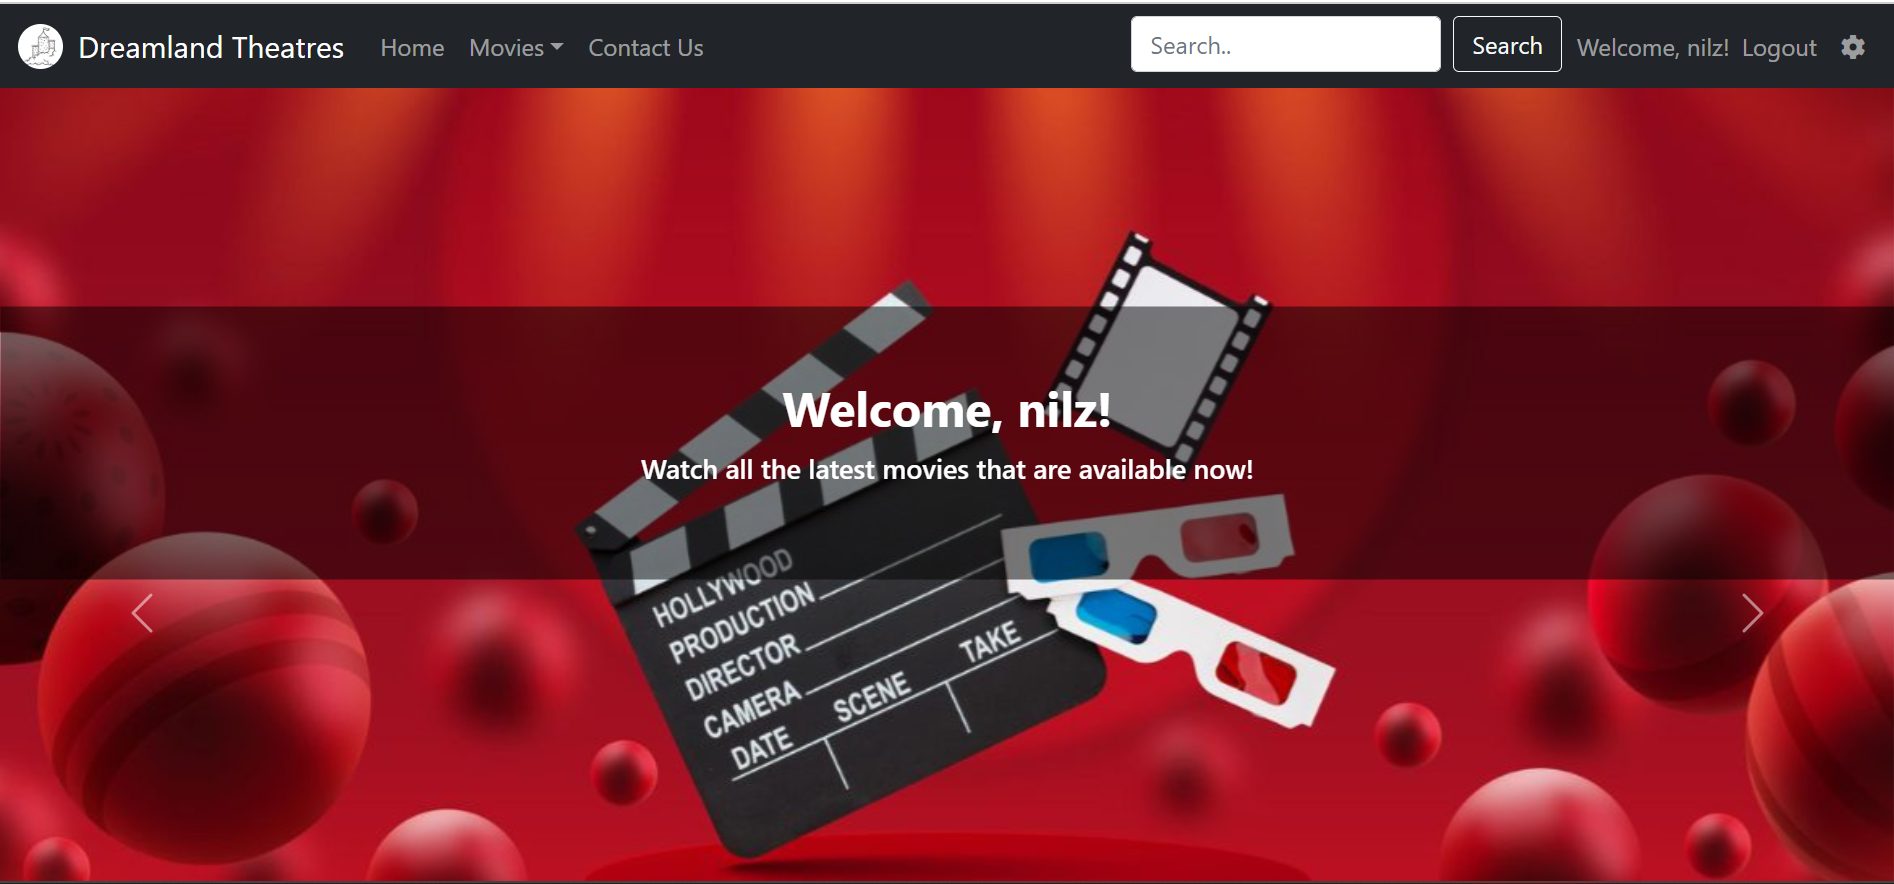 Dreamland Theatres Home Movies Contact Us Search.. Search Welcome, nilz! Logout
Welcome, nilz!
Watch all the latest movies that are available now!
HOLLYWOOD
PRODUCTION
DIRECTOR
CAMERA
DATE SCENE TAKE